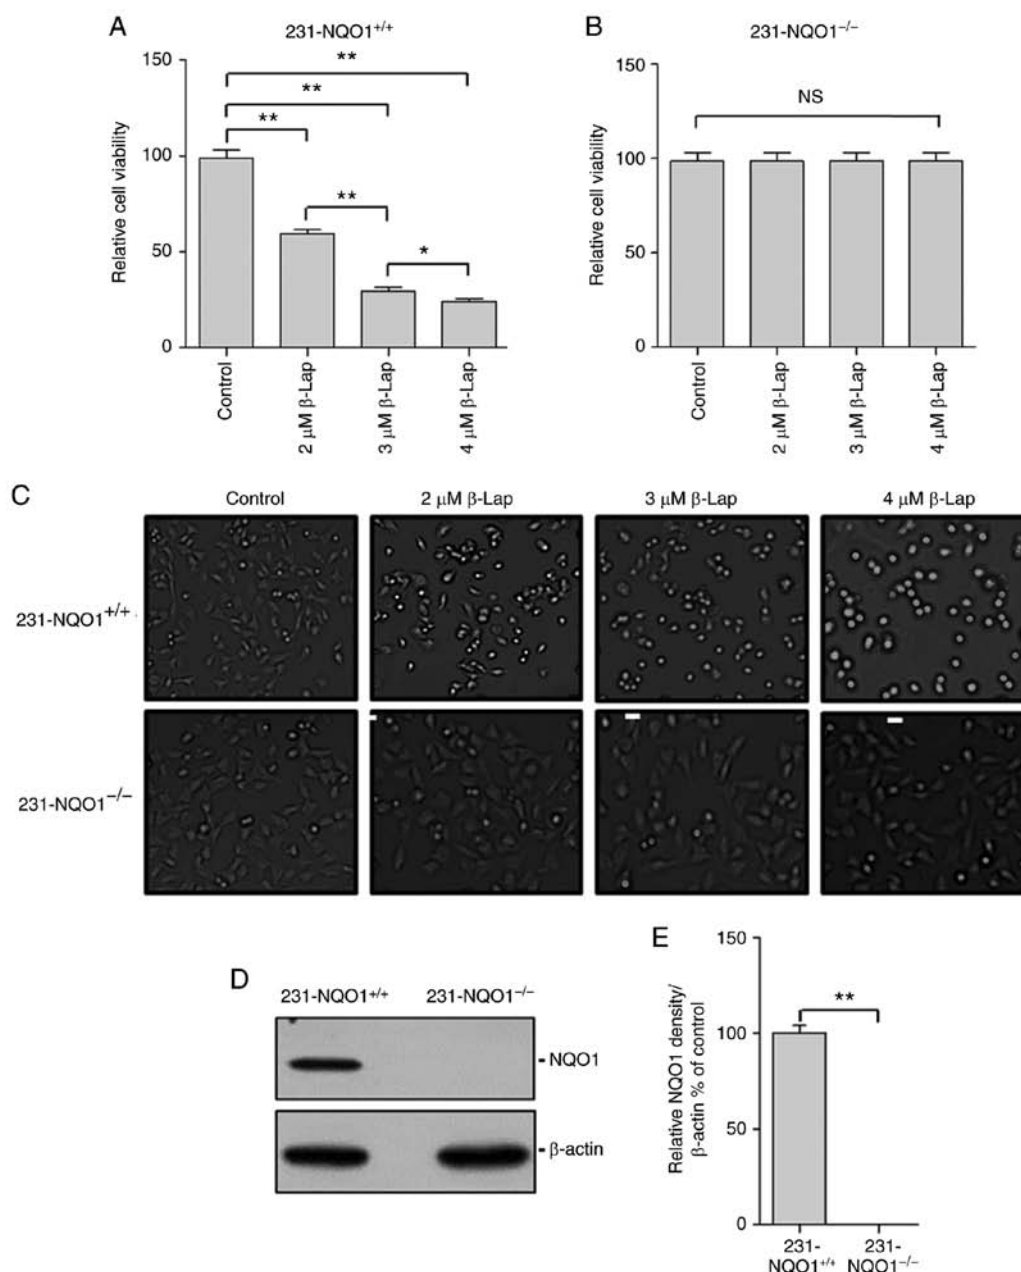 A
231-NQO1+/+
Relative cell viability
150
100
50
0
**
**
**
**
*
Control
2 μM β-Lap
3 μM β-Lap
4 μM β-Lap
B
231-NQO1−/−
Relative cell viability
150
100
50
0
NS
Control
2 μM β-Lap
3 μM β-Lap
4 μM β-Lap
C
Control
2 μM β-Lap
3 μM β-Lap
4 μM β-Lap
231-NQO1+/+
231-NQO1−/−
D
231-NQO1+/+
231-NQO1−/−
NQO1
β-actin
E
Relative NQO1 density/
β-actin % of control
150
100
50
0
**
231-
NQO1+/+
231-
NQO1−/−